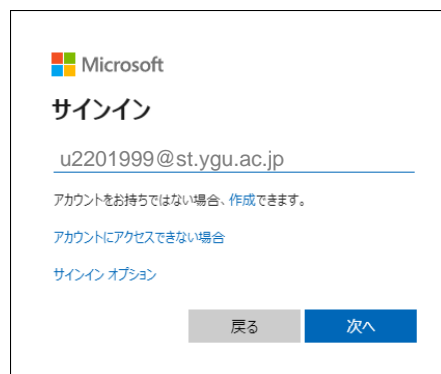 Microsoft
サインイン
u2201999@st.ygu.ac.jp
アカウントをお持ちではない場合、作成できます。
アカウントにアクセスできない場合
サインイン オプション
戻る
次へ